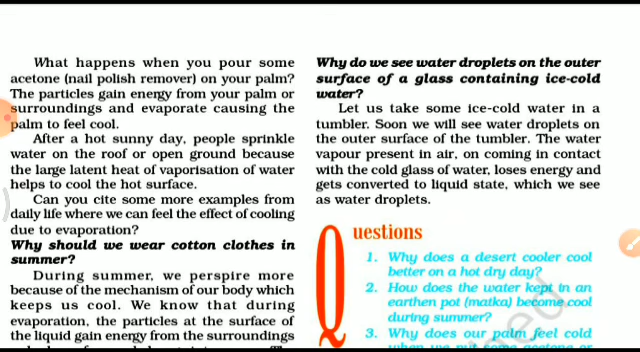 What happens when you pour some
acetone (nail polish remover) on your palm?
The particles gain energy from your palm or
surroundings and evaporate causing the
palm to feel cool.
After a hot sunny day, people sprinkle
water on the roof or open ground because
the large latent heat of vaporisation of water
helps to cool the hot surface.
Can you cite some more examples from
daily life where we can feel the effect of cooling
due to evaporation?
Why should we wear cotton clothes in
summer?
During summer, we perspire more
because of the mechanism of our body which
keeps us cool. We know that during
evaporation, the particles at the surface of
the liquid gain energy from the surroundings
Why do we see water droplets on the outer
surface of a glass containing ice-cold
water?
Let us take some ice-cold water in a
tumbler. Soon we will see water droplets on
the outer surface of the tumbler. The water
vapour present in air, on coming in contact
with the cold glass of water, loses energy and
gets converted to liquid state, which we see
as water droplets.
Questions
1. Why does a desert cooler cool
better on a hot dry day?
2. How does the water kept in an
earthen pot (matka) become cool
during summer?
3. Why does our palm feel cold
when we put some acetone or